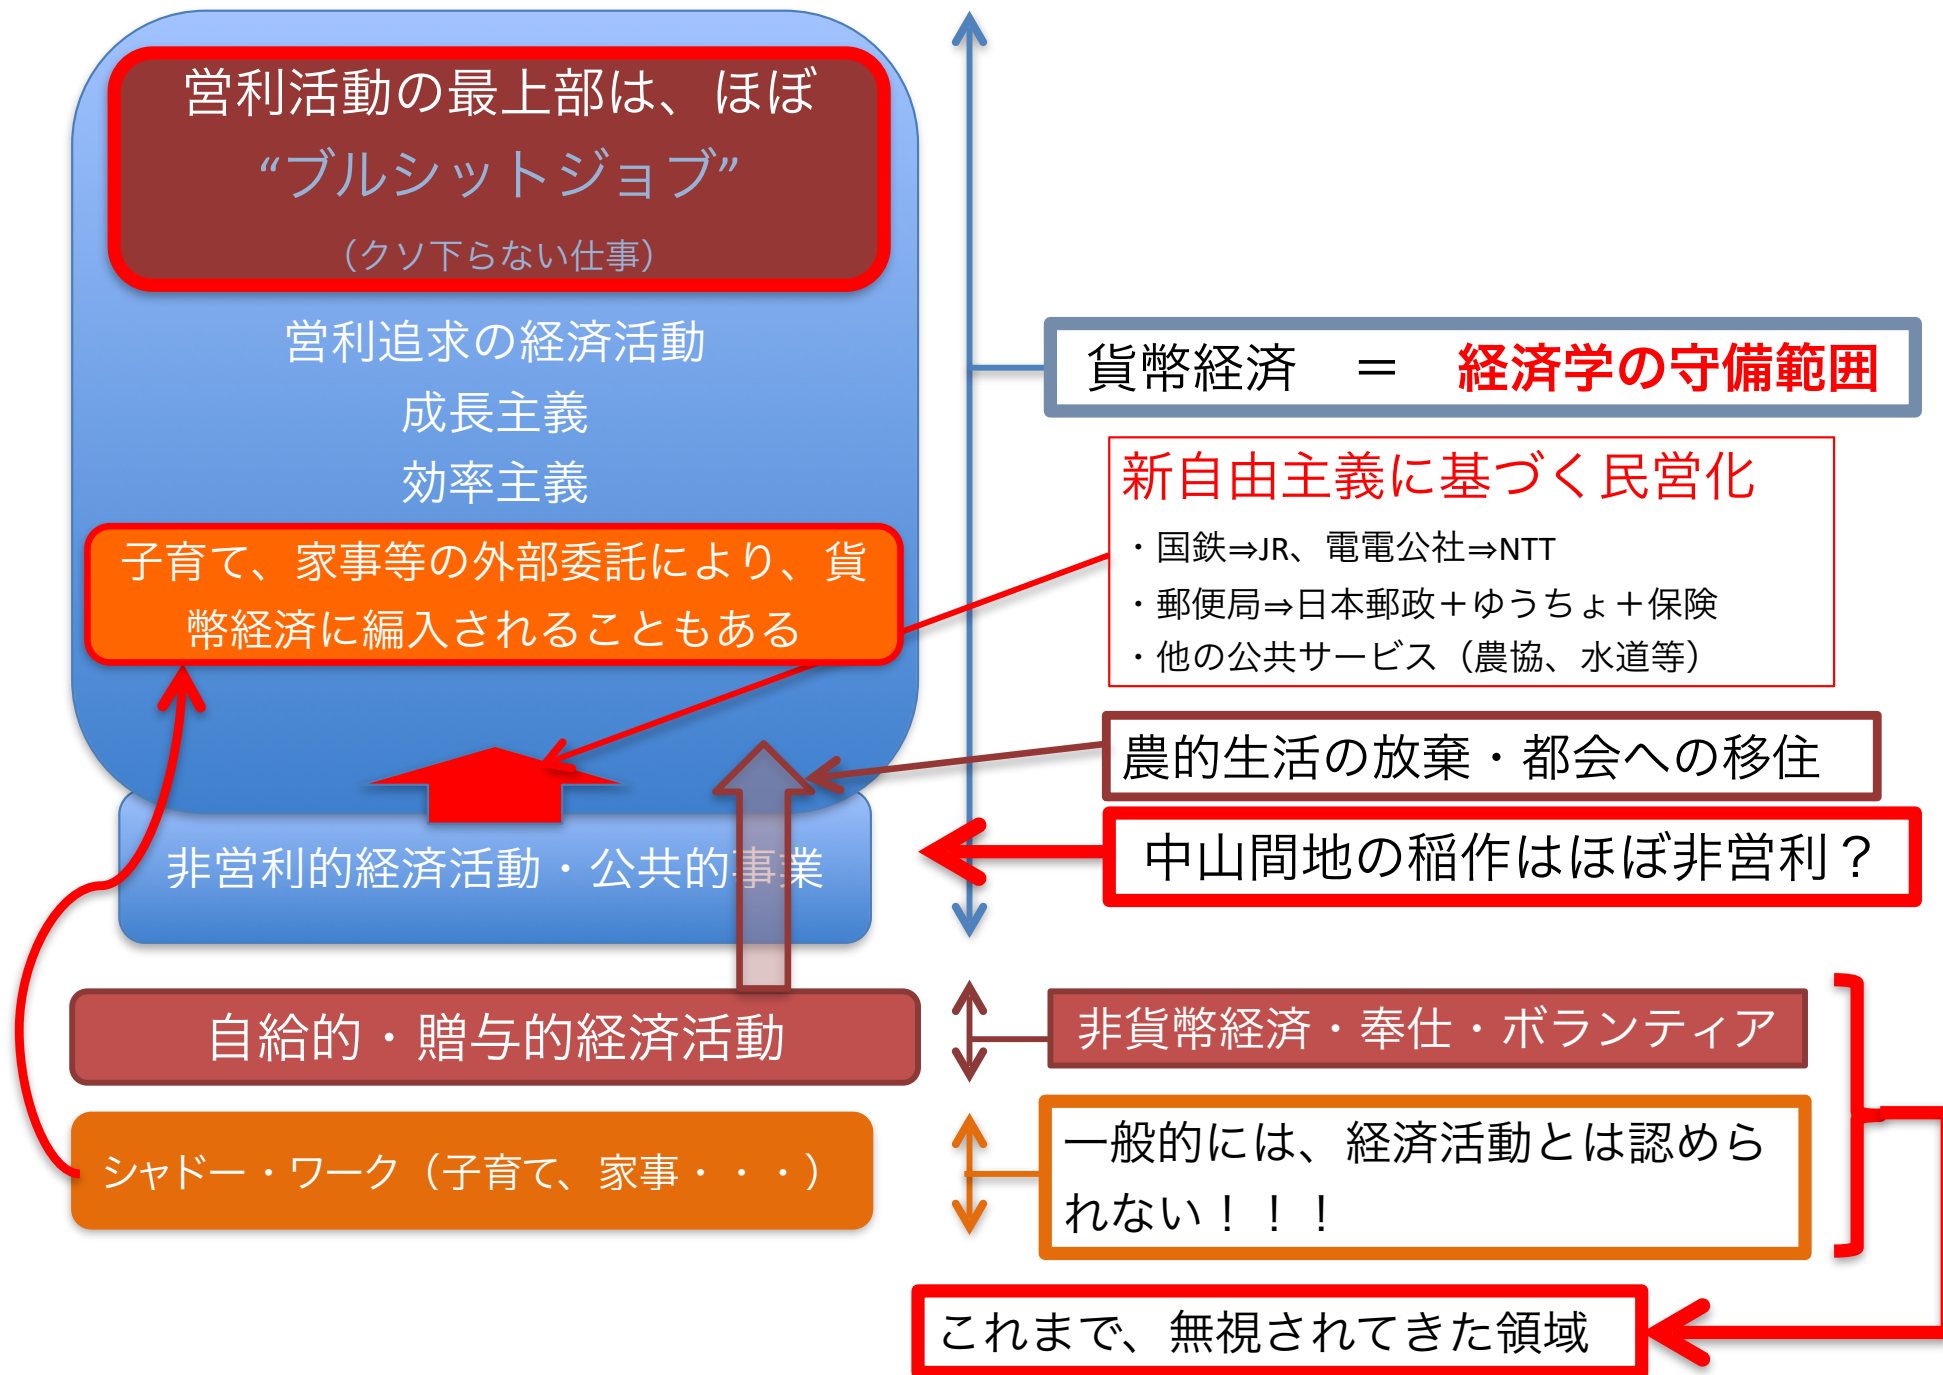 営利活動の最上部は、ほぼ
“ブルシットジョブ”
（クソ下らない仕事）
営利追求の経済活動
成長主義
効率主義
子育て、家事等の外部委託により、貨
幣経済に編入されることもある
非営利的経済活動・公共的事業
自給的・贈与的経済活動
シャドー・ワーク（子育て、家事・・・）
貨幣経済　＝　経済学の守備範囲
新自由主義に基づく民営化
・国鉄⇒JR、電電公社⇒NTT
・郵便局⇒日本郵政＋ゆうちょ＋保険
・他の公共サービス（農協、水道等）
農的生活の放棄・都会への移住
中山間地の稲作はほぼ非営利？
非貨幣経済・奉仕・ボランティア
一般的には、経済活動とは認めら
れない！！！
これまで、無視されてきた領域